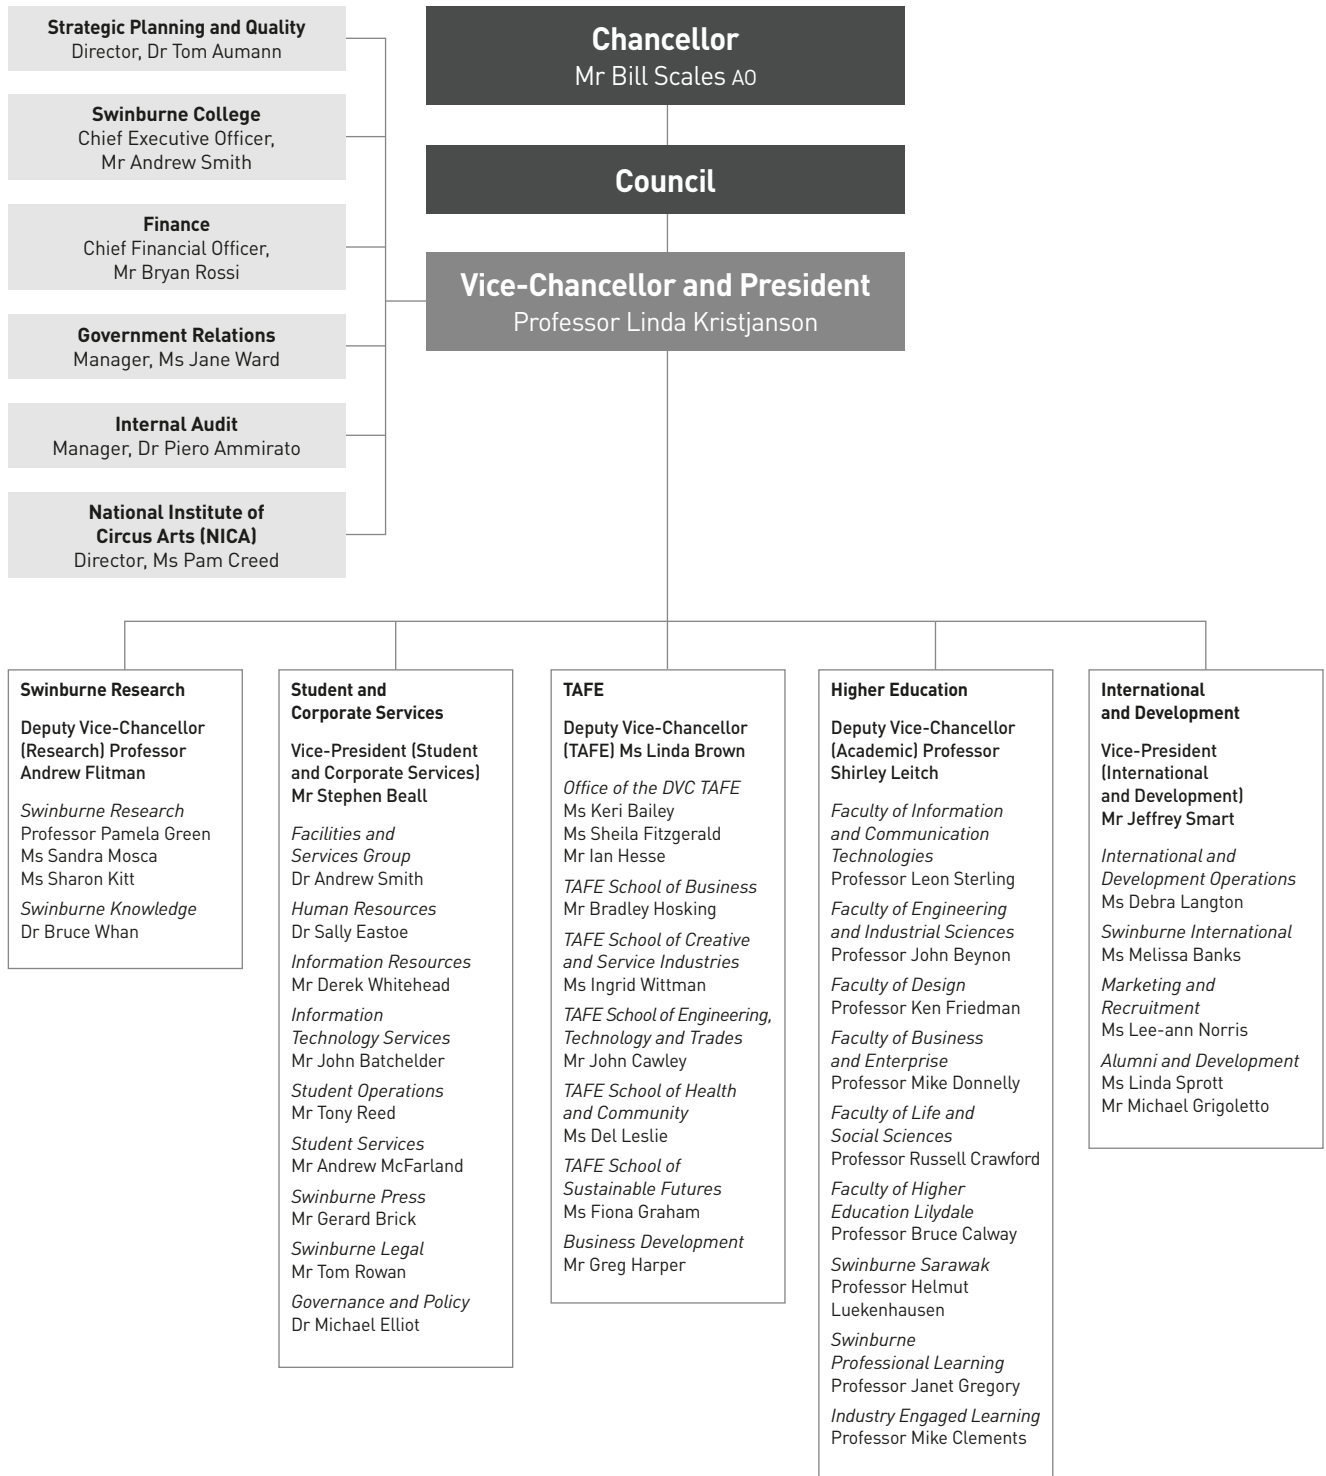 Strategic Planning and Quality
Director, Dr Tom Aumann
Swinburne College
Chief Executive Officer,
Mr Andrew Smith
Finance
Chief Financial Officer,
Mr Bryan Rossi
Government Relations
Manager, Ms Jane Ward
Internal Audit
Manager, Dr Piero Ammirato
National Institute of
Circus Arts (NICA)
Director, Ms Pam Creed
Chancellor
Mr Bill Scales AO
Council
Vice-Chancellor and President
Professor Linda Kristjanson
Swinburne Research
Deputy Vice-Chancellor
(Research) Professor
Andrew Flitman
Swinburne Research
Professor Pamela Green
Ms Sandra Mosca
Ms Sharon Kitt
Swinburne Knowledge
Dr Bruce Whan
Student and
Corporate Services
Vice-President (Student
and Corporate Services)
Mr Stephen Beall
Facilities and
Services Group
Dr Andrew Smith
Human Resources
Dr Sally Eastoe
Information Resources
Mr Derek Whitehead
Information
Technology Services
Mr John Batchelder
Student Operations
Mr Tony Reed
Student Services
Mr Andrew McFarland
Swinburne Press
Mr Gerard Brick
Swinburne Legal
Mr Tom Rowan
Governance and Policy
Dr Michael Elliot
TAFE
Deputy Vice-Chancellor
(TAFE) Ms Linda Brown
Office of the DVC TAFE
Ms Keri Bailey
Ms Sheila Fitzgerald
Mr Ian Hesse
TAFE School of Business
Mr Bradley Hosking
TAFE School of Creative
and Service Industries
Ms Ingrid Wittman
TAFE School of Engineering,
Technology and Trades
Mr John Cawley
TAFE School of Health
and Community
Ms Del Leslie
TAFE School of
Sustainable Futures
Ms Fiona Graham
Business Development
Mr Greg Harper
Higher Education
Deputy Vice-Chancellor
(Academic) Professor
Shirley Leitch
Faculty of Information
and Communication
Technologies
Professor Leon Sterling
Faculty of Engineering
and Industrial Sciences
Professor John Beynon
Faculty of Design
Professor Ken Friedman
Faculty of Business
and Enterprise
Professor Mike Donnelly
Faculty of Life and
Social Sciences
Professor Russell Crawford
Faculty of Higher
Education Lilydale
Professor Bruce Calway
Swinburne Sarawak
Professor Helmut
Luekenhausen
Swinburne
Professional Learning
Professor Janet Gregory
Industry Engaged Learning
Professor Mike Clements
International
and Development
Vice-President
(International
and Development)
Mr Jeffrey Smart
International and
Development Operations
Ms Debra Langton
Swinburne International
Ms Melissa Banks
Marketing and
Recruitment
Ms Lee-ann Norris
Alumni and Development
Ms Linda Sprott
Mr Michael Grigoletto